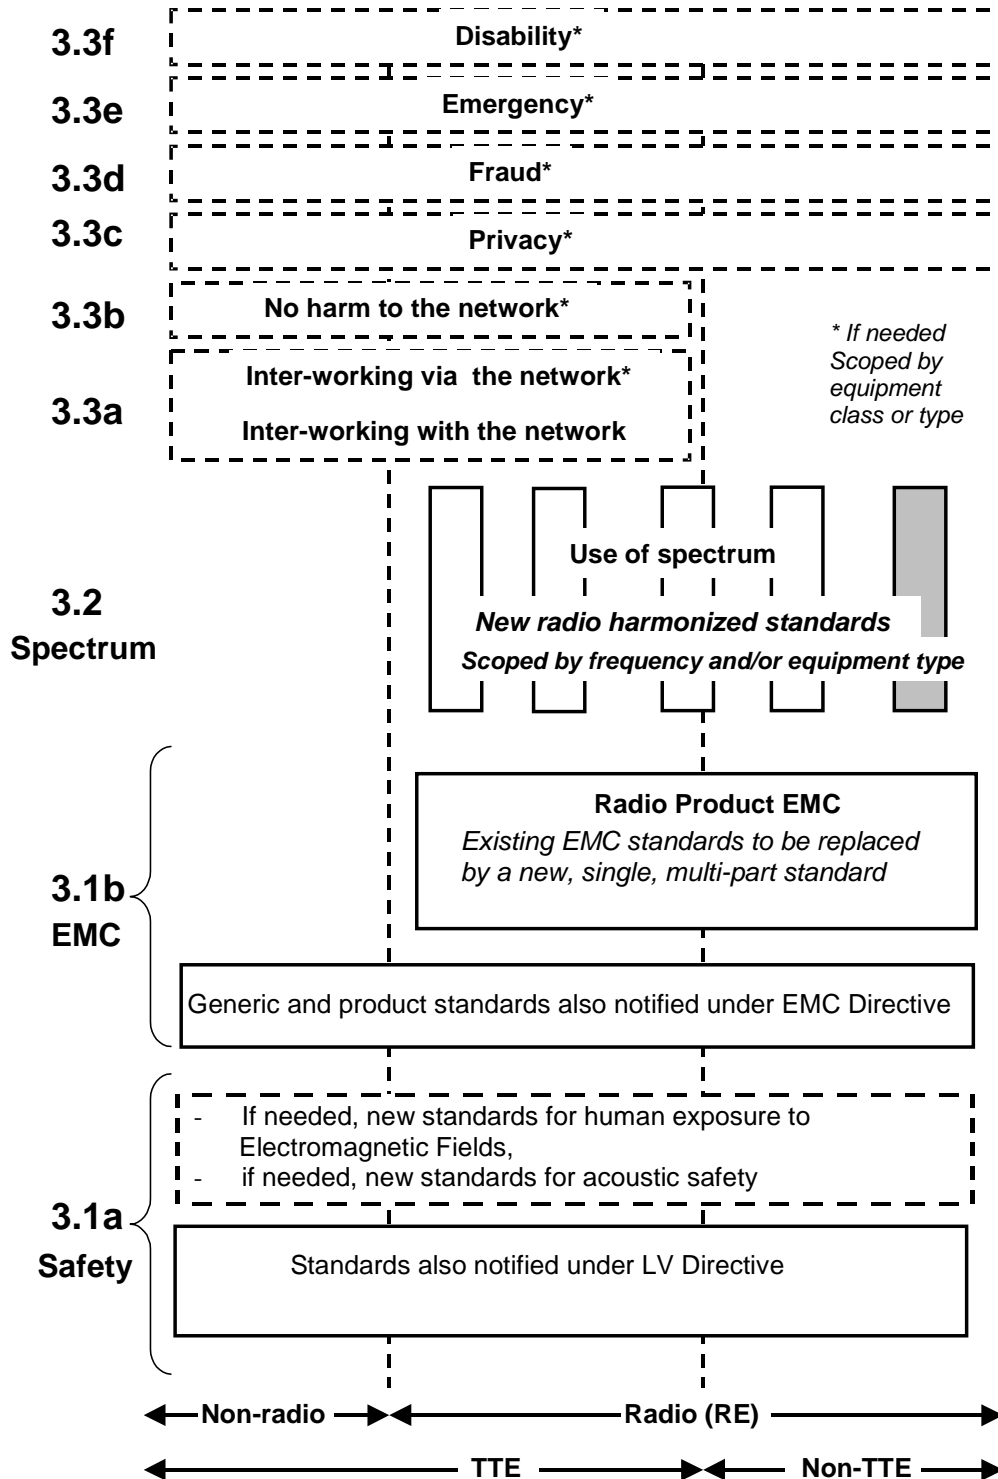 3.3f
Disability*
3.3e
Emergency*
3.3d
Fraud*
3.3c
Privacy*
3.3b
No harm to the network*
* If needed
Scoped by
equipment
class or type
3.3a
Inter-working via the network*
Inter-working with the network
3.2
Spectrum
Use of spectrum
New radio harmonized standards
Scoped by frequency and/or equipment type
3.1b
EMC
Radio Product EMC
Existing EMC standards to be replaced
by a new, single, multi-part standard
Generic and product standards also notified under EMC Directive
3.1a
Safety
- If needed, new standards for human exposure to
Electromagnetic Fields,
- if needed, new standards for acoustic safety
Standards also notified under LV Directive
Non-radio
Radio (RE)
TTE
Non-TTE